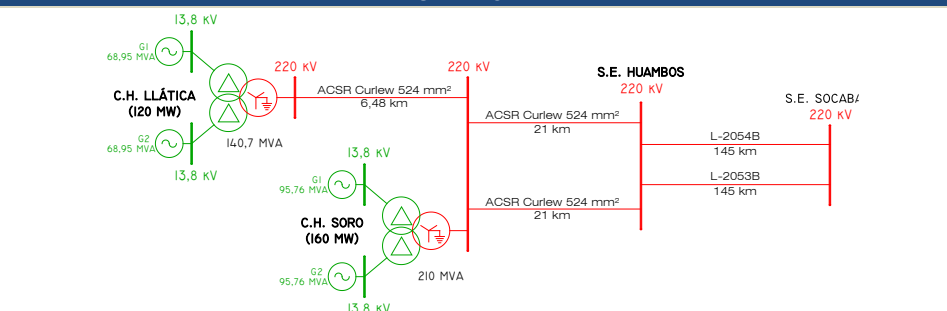 13,8 kV
G1
68,95 MVA
C.H. LLÁTICA
(120 MW)
G2
68,95 MVA
13,8 kV
140,7 MVA
220 kV
ACSR Curlew 524 mm²
6,48 km
220 kV
13,8 kV
G1
95,76 MVA
C.H. SORO
(160 MW)
G2
95,76 MVA
13,8 kV
210 MVA
ACSR Curlew 524 mm²
21 km
ACSR Curlew 524 mm²
21 km
S.E. HUAMBOS
220 kV
L-2054B
145 km
L-2053B
145 km
S.E. SOCABA
220 kV